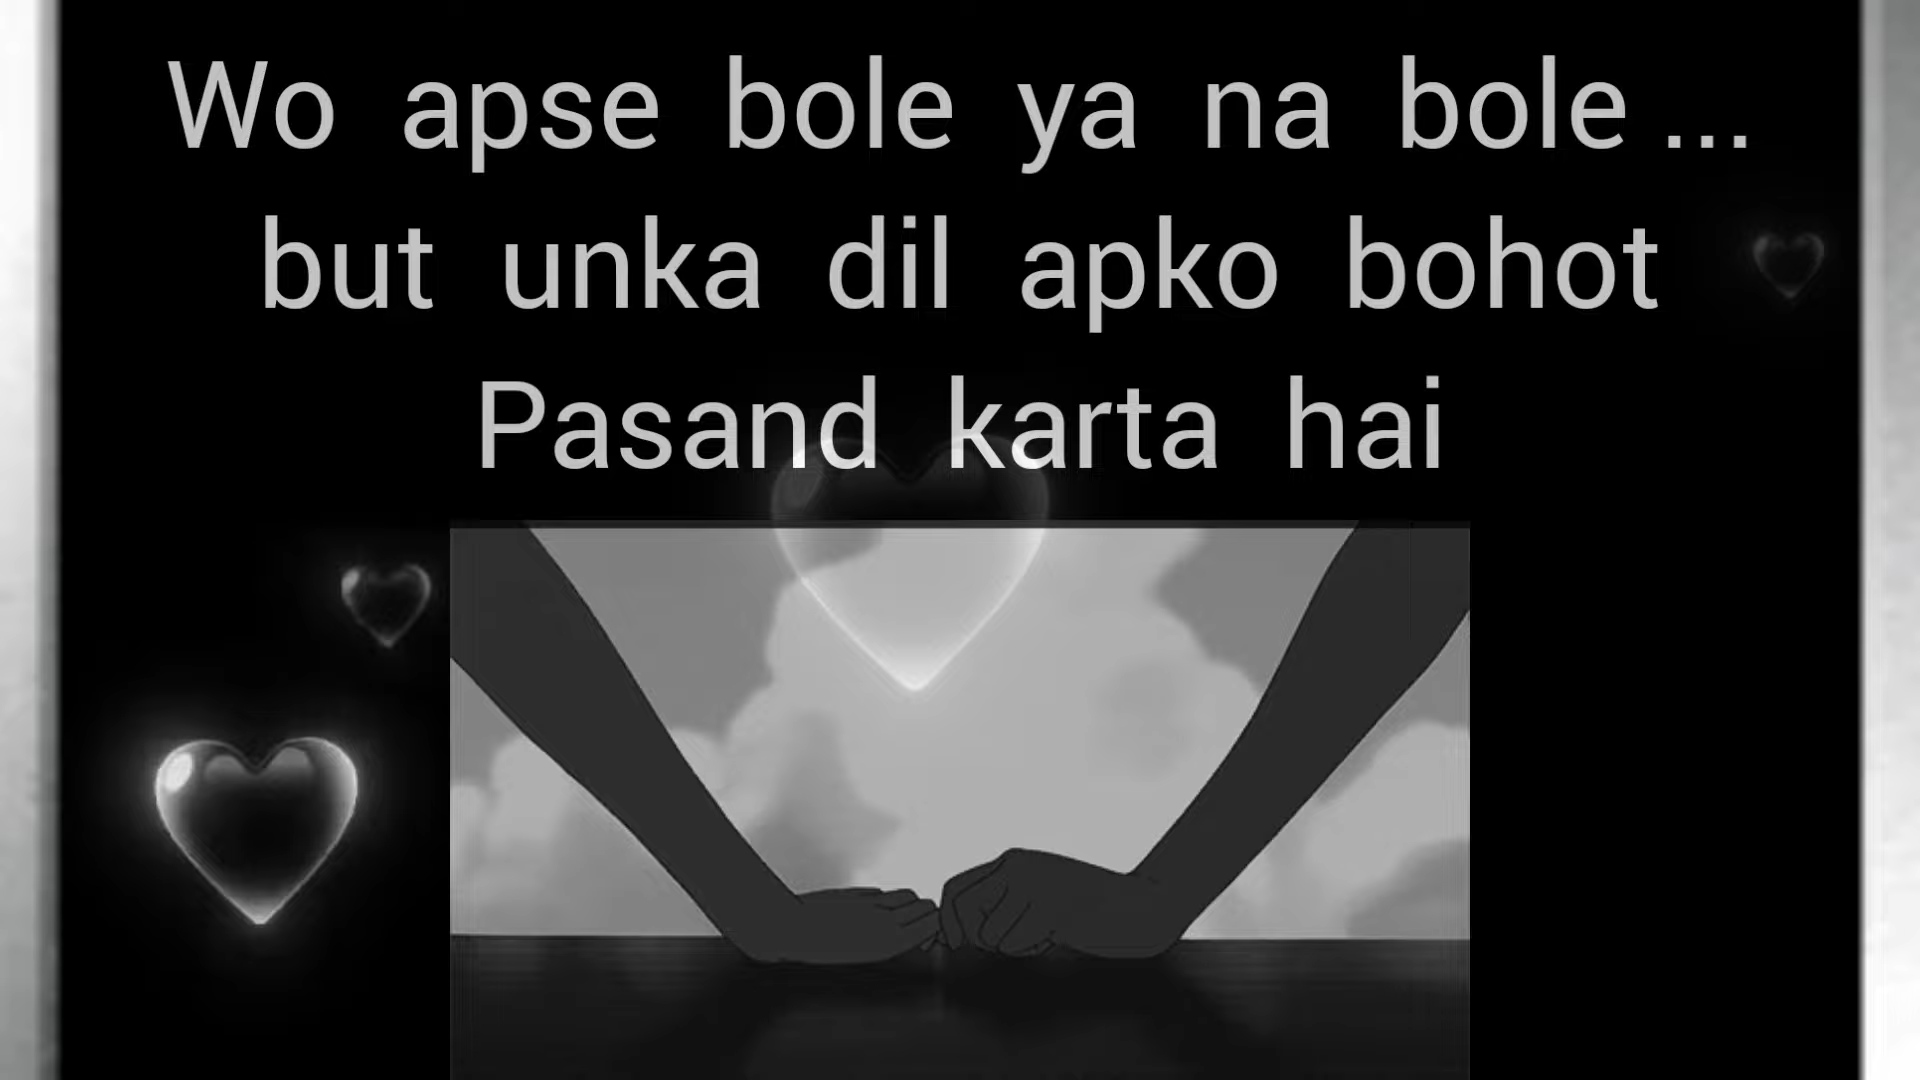 Wo apse bole ya na bole ...
but unka dil apko bohot
Pasand karta hai